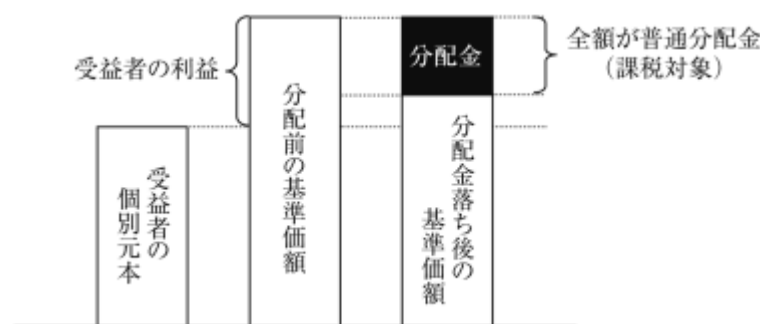 受益者の利益
受益者の
個別元本
分配前の基準価額
分配金
分配金落ち後の
基準価額
全額が普通分配金
（課税対象）